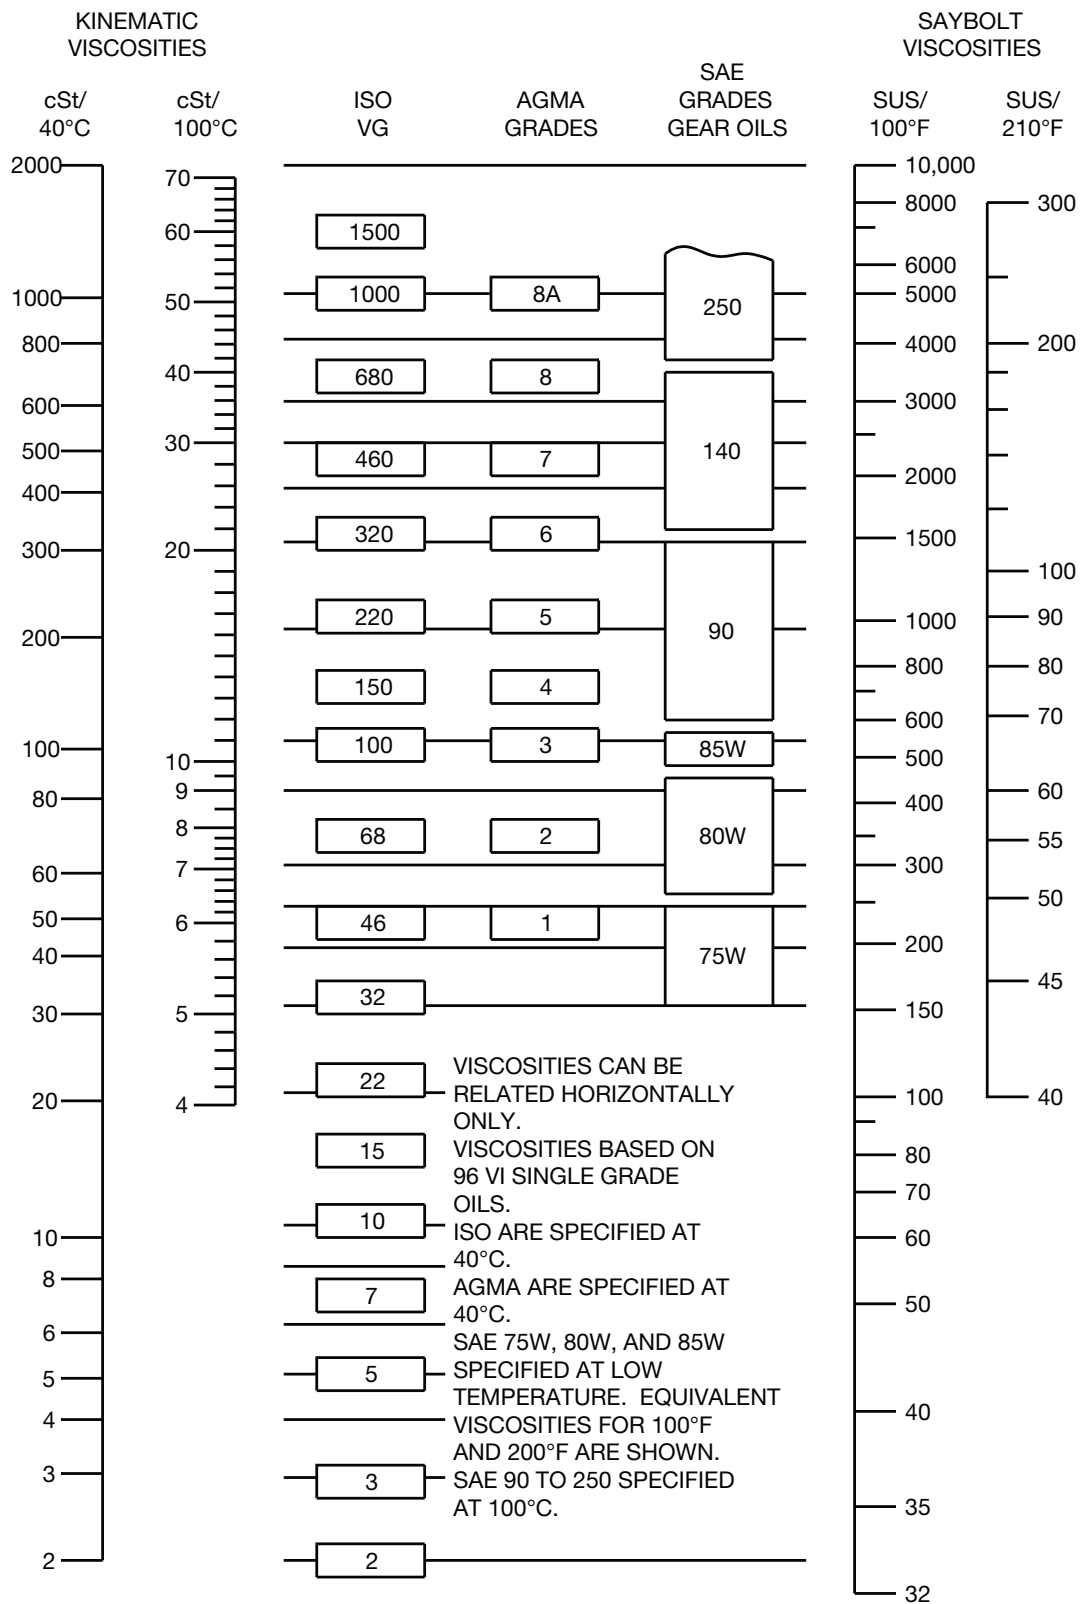 KINEMATIC
VISCOSITIES
SAYBOLT
VISCOSITIES
cSt/
40°C
cSt/
100°C
ISO
VG
AGMA
GRADES
SAE
GRADES
GEAR OILS
SUS/
100°F
SUS/
210°F
2000
1000
800
600
500
400
300
200
100
80
60
50
40
30
20
10
8
6
5
4
3
2
70
60
50
40
30
20
10
9
8
7
6
5
4
1500
1000
680
460
320
220
150
100
68
46
32
22
15
10
7
5
3
2
8A
8
7
6
5
4
3
2
1
250
140
90
85W
80W
75W
VISCOSITIES CAN BE
RELATED HORIZONTALLY
ONLY.
VISCOSITIES BASED ON
96 VI SINGLE GRADE
OILS.
ISO ARE SPECIFIED AT
40°C.
AGMA ARE SPECIFIED AT
40°C.
SAE 75W, 80W, AND 85W
SPECIFIED AT LOW
TEMPERATURE. EQUIVALENT
VISCOSITIES FOR 100°F
AND 200°F ARE SHOWN.
SAE 90 TO 250 SPECIFIED
AT 100°C.
10,000
8000
6000
5000
4000
3000
2000
1500
1000
800
600
500
400
300
200
150
100
80
70
60
50
40
35
32
300
200
100
90
80
70
60
55
50
45
40